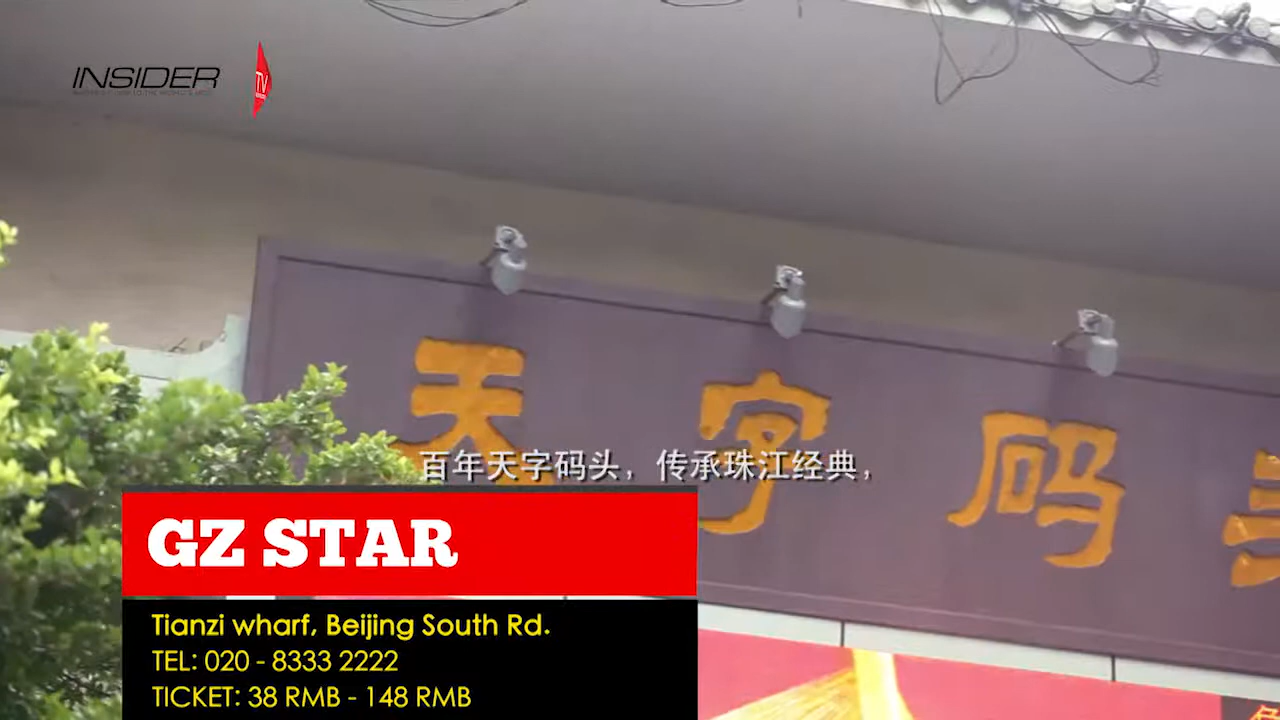 INSIDER
TV
天字码头
百年天字码头，传承珠江经典，
GZ STAR
Tianzi wharf, Beijing South Rd.
TEL: 020 - 8333 2222
TICKET: 38 RMB - 148 RMB